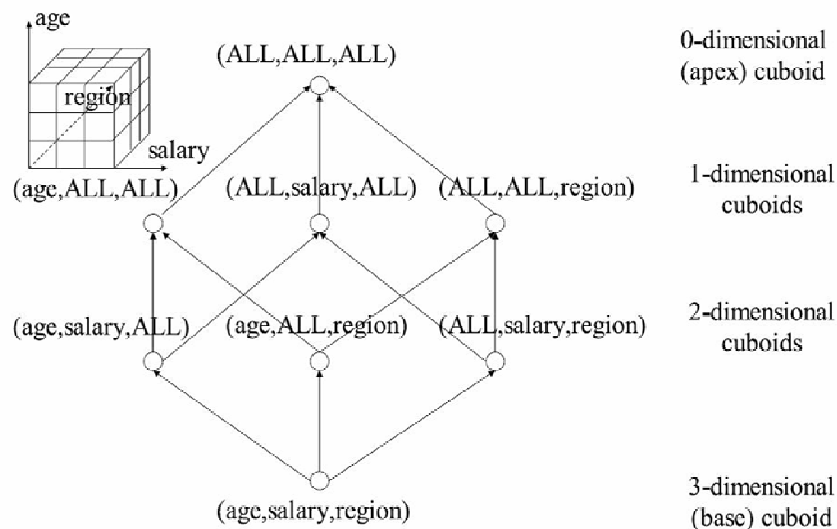 age
0-dimensional
(apex) cuboid
(ALL,ALL,ALL)
region
salary
(age,ALL,ALL)
(ALL,salary,ALL)
(ALL,ALL,region)
1-dimensional
cuboids
(age,salary,ALL)
(age,ALL,region)
(ALL,salary,region)
2-dimensional
cuboids
(age,salary,region)
3-dimensional
(base) cuboid